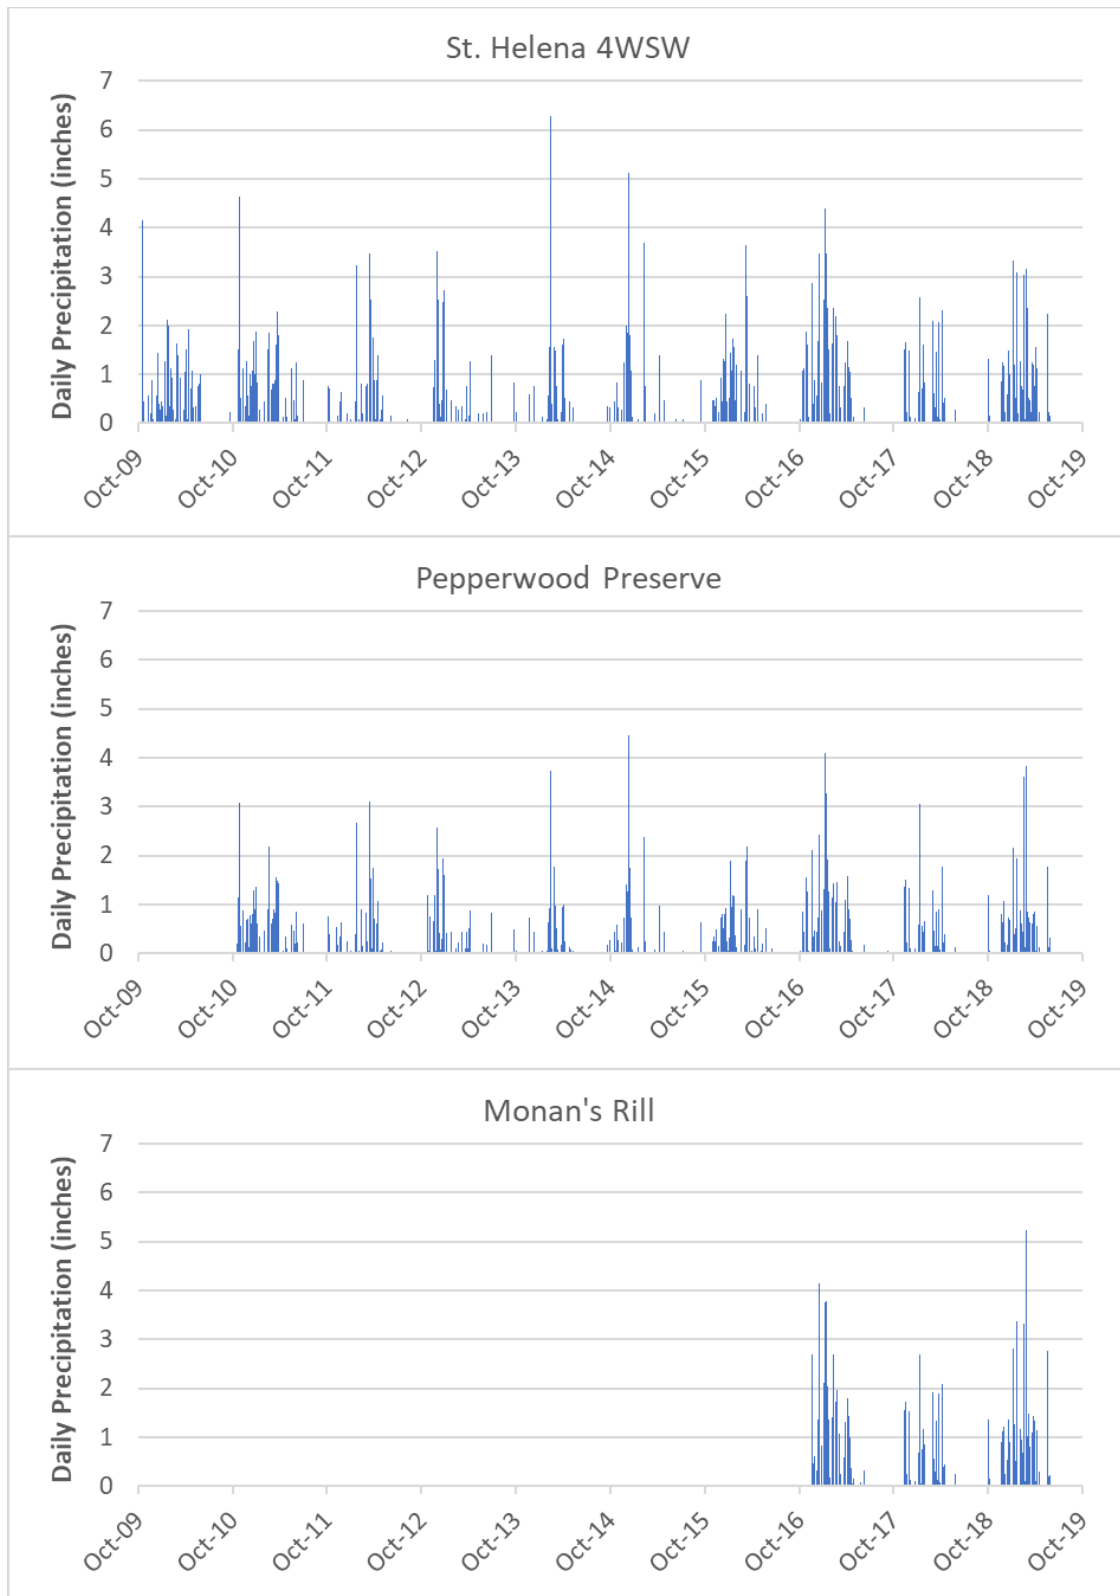 St. Helena 4WSW
Daily Precipitation (inches)
7
6
5
4
3
2
1
0
Oct-09 Oct-10 Oct-11 Oct-12 Oct-13 Oct-14 Oct-15 Oct-16 Oct-17 Oct-18 Oct-19
Pepperwood Preserve
Daily Precipitation (inches)
7
6
5
4
3
2
1
0
Oct-09 Oct-10 Oct-11 Oct-12 Oct-13 Oct-14 Oct-15 Oct-16 Oct-17 Oct-18 Oct-19
Monan's Rill
Daily Precipitation (inches)
7
6
5
4
3
2
1
0
Oct-09 Oct-10 Oct-11 Oct-12 Oct-13 Oct-14 Oct-15 Oct-16 Oct-17 Oct-18 Oct-19